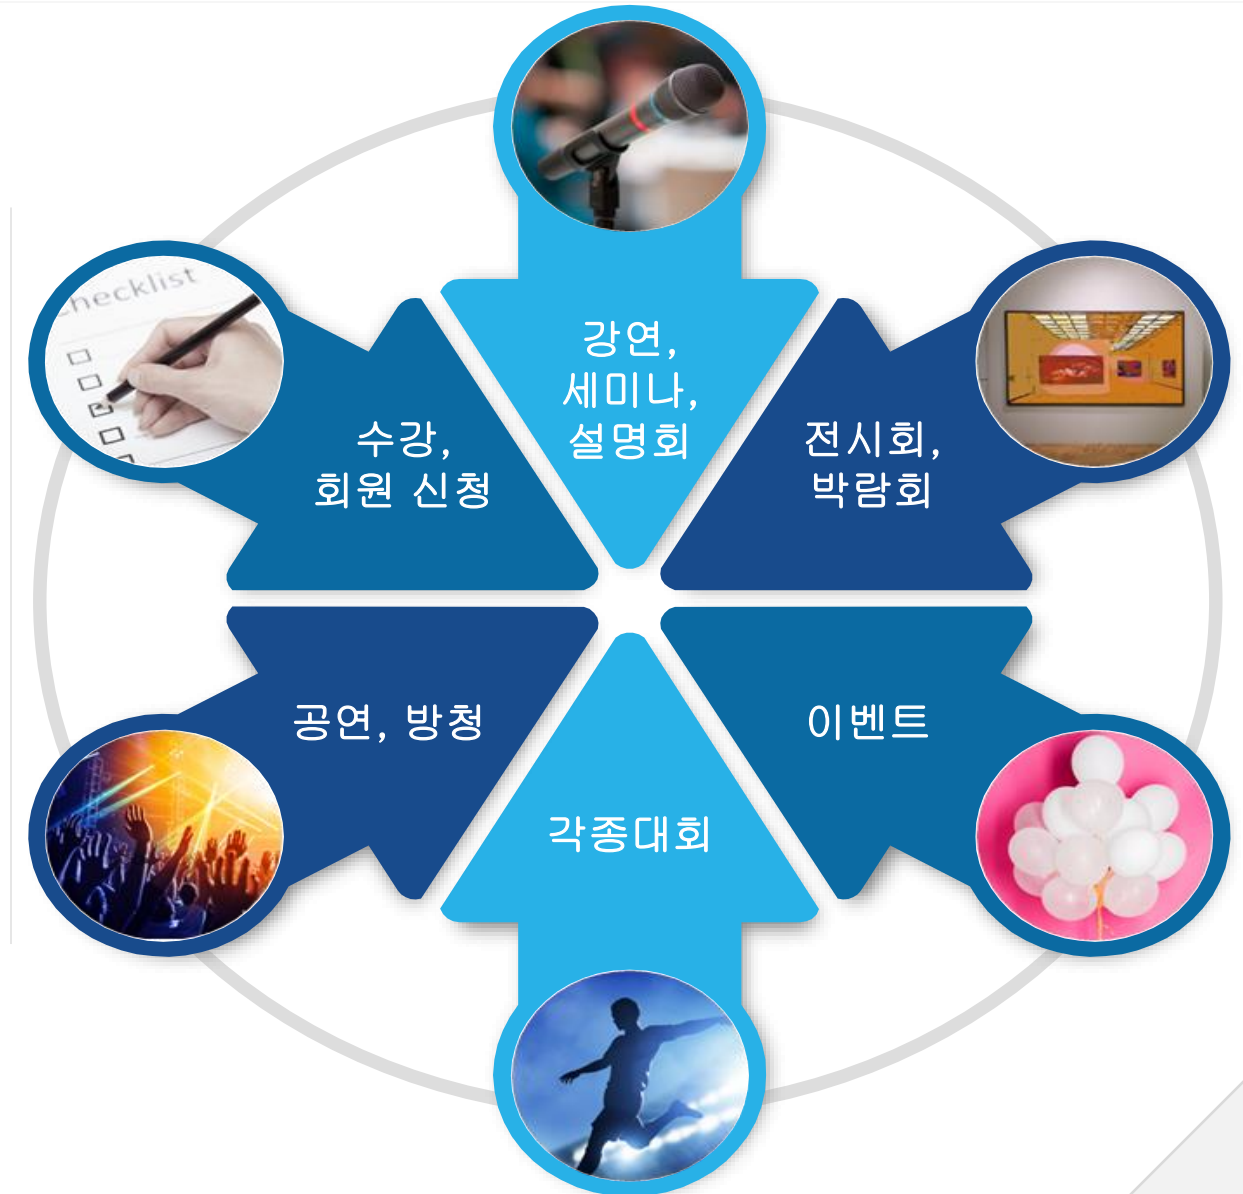 강연,
세미나,
설명회
전시회,
박람회
이벤트
각종대회
공연, 방청
수강,
회원 신청
checklist